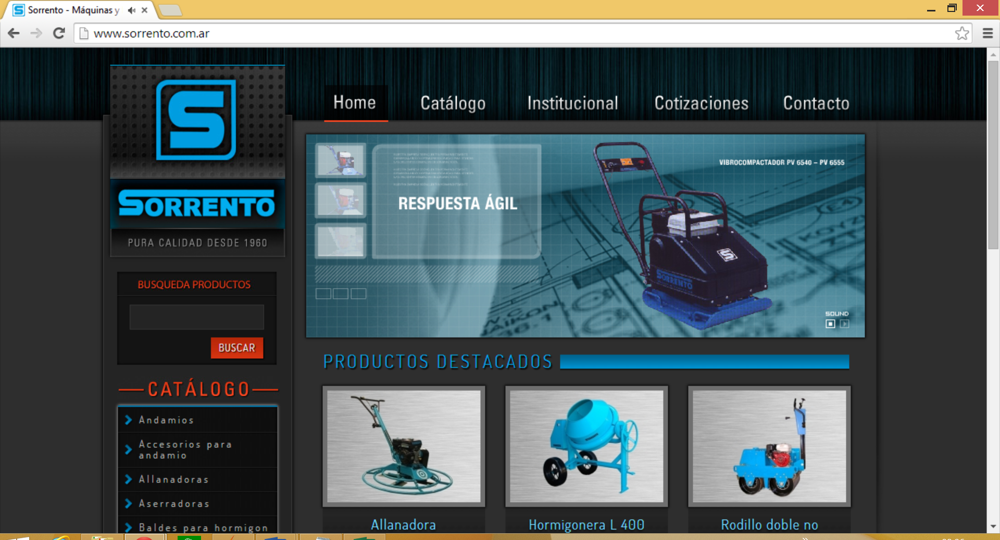 Sorrento - Máquinas y
www.sorrento.com.ar
Home
Catálogo
Institucional
Cotizaciones
Contacto
S
SORRENTO
PURA CALIDAD DESDE 1960
BUSQUEDA PRODUCTOS
BUSCAR
CATÁLOGO
Andamios
Accesorios para
andamio
Allanadoras
Aserradoras
Baldes para hormigon
RESPUESTA ÁGIL
VIBROCOMPACTADOR PV 6540 – PV 6555
SORRENTO
SOUND
PRODUCTOS DESTACADOS
Allanadora
Hormigonera L 400
Rodillo doble no